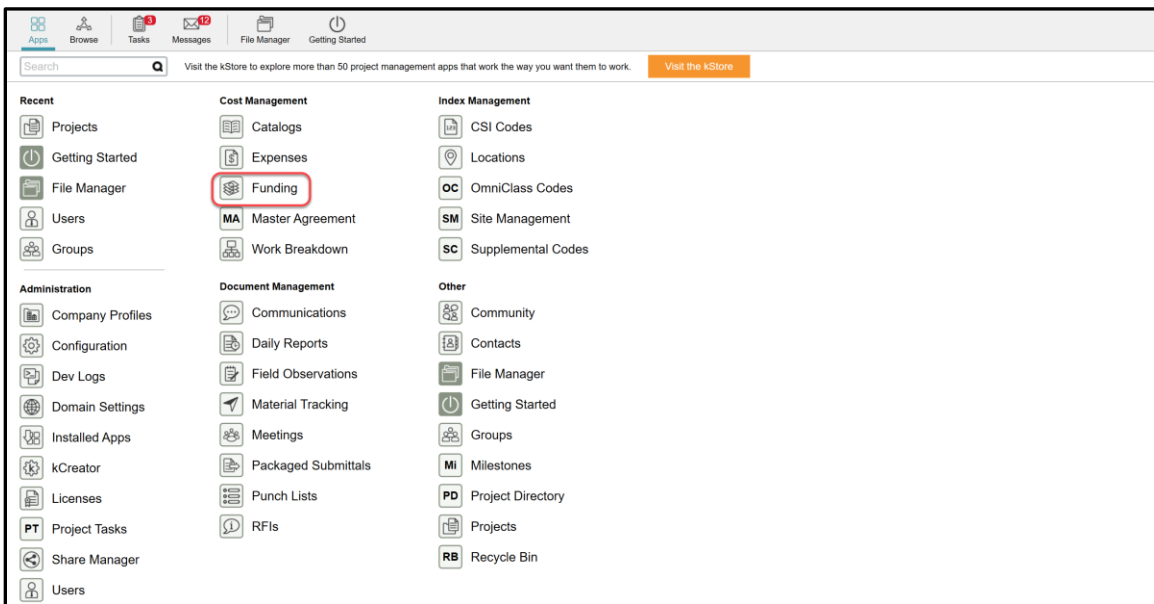 3
12
Apps
Browse
Tasks
Messages
File Manager
Getting Started
Search
Visit the kStore to explore more than 50 project management apps that work the way you want them to work.
Visit the kStore
Recent
Projects
Getting Started
File Manager
Users
Groups
Administration
Company Profiles
Configuration
Dev Logs
Domain Settings
Installed Apps
kCreator
Licenses
PT Project Tasks
Share Manager
Users
Cost Management
Catalogs
Expenses
Funding
MA Master Agreement
Work Breakdown
Document Management
Communications
Daily Reports
Field Observations
Material Tracking
Meetings
Packaged Submittals
Punch Lists
RFIs
Index Management
123 CSI Codes
Locations
OC OmniClass Codes
SM Site Management
SC Supplemental Codes
Other
Community
Contacts
File Manager
Getting Started
Groups
Mi Milestones
PD Project Directory
Projects
RB Recycle Bin